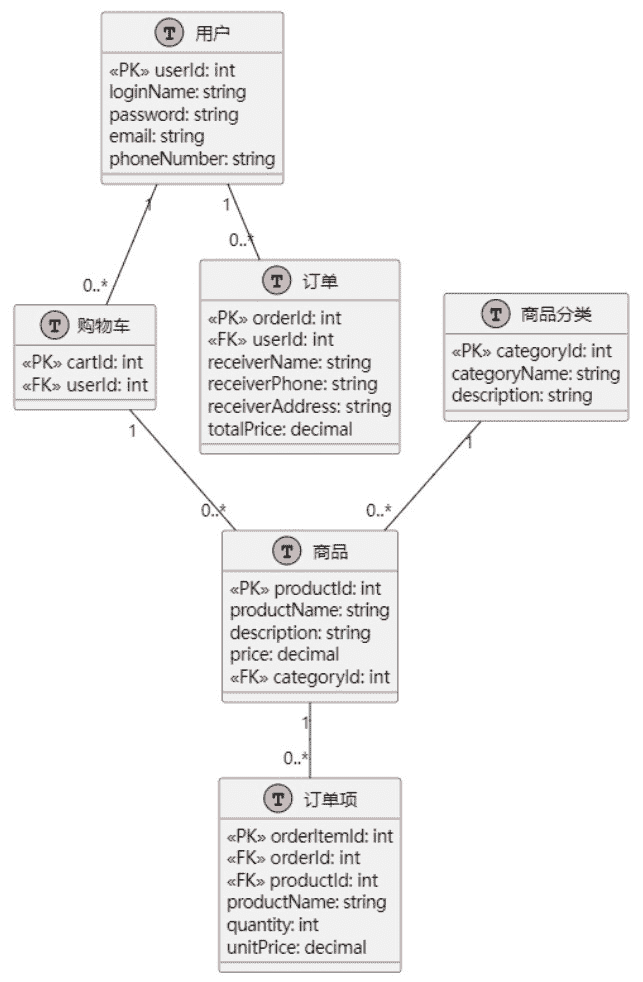 T 用户
«PK» userId: int
loginName: string
password: string
email: string
phoneNumber: string
1
1
0..*
0..*
T 订单
«PK» orderId: int
«FK» userId: int
receiverName: string
receiverPhone: string
receiverAddress: string
totalPrice: decimal
T 购物车
«PK» cartId: int
«FK» userId: int
T 商品分类
«PK» categoryId: int
categoryName: string
description: string
1
1
0..*
0..*
T 商品
«PK» productId: int
productName: string
description: string
price: decimal
«FK» categoryId: int
1
0..*
T 订单项
«PK» orderItemId: int
«FK» orderId: int
«FK» productId: int
productName: string
quantity: int
unitPrice: decimal